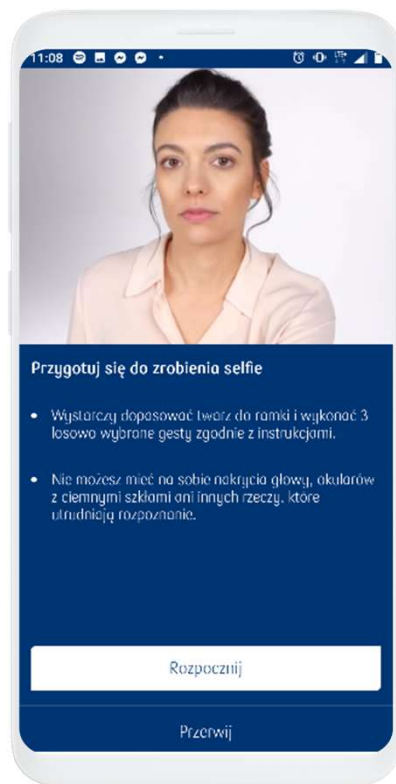 11:08
Przygotuj się do zrobienia selfie
• Wystarczy dopasować twarz do ramki i wykonać 3
losowo wybrane gesty zgodnie z instrukcjami.
• Nie możesz mieć na sobie nakrycia głowy, okularów
z ciemnymi szkłami ani innych rzeczy, które
utrudniają rozpoznanie.
Rozpocznij
Przerwij